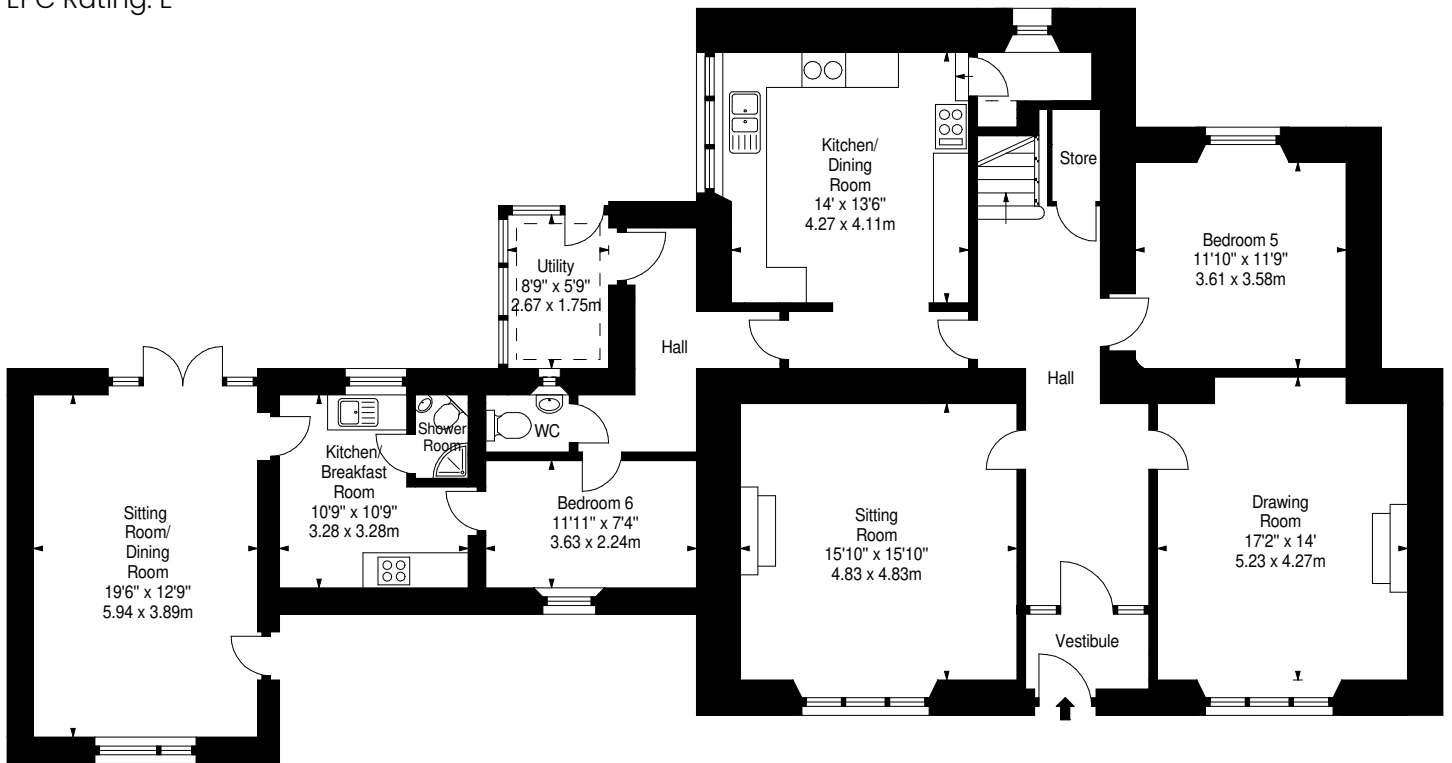 EPC Rating: E
Kitchen/
Dining
Room
14' x 13'6"
4.27 x 4.11m
Store
Bedroom 5
11'10" x 11'9"
3.61 x 3.58m
Utility
8'9" x 5'9"
2.67 x 1.75m
Hall
Hall
Shower
Room
WC
Kitchen/
Breakfast
Room
10'9" x 10'9"
3.28 x 3.28m
Bedroom 6
11'11" x 7'4"
3.63 x 2.24m
Sitting
Room/
Dining
Room
19'6" x 12'9"
5.94 x 3.89m
Sitting
Room
15'10" x 15'10"
4.83 x 4.83m
Drawing
Room
17'2" x 14'
5.23 x 4.27m
Vestibule